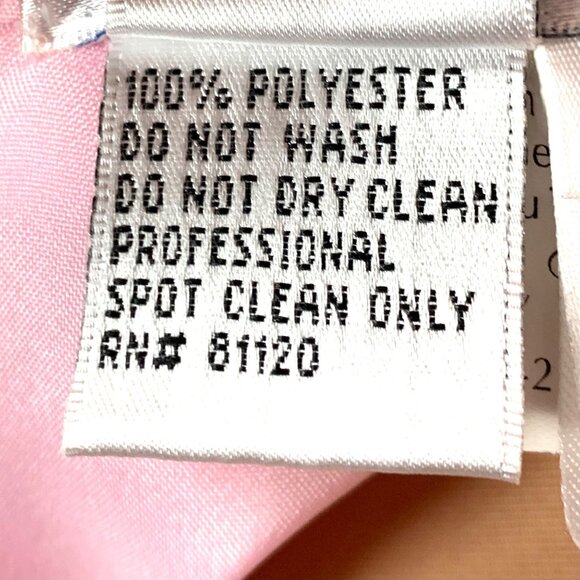 100% POLYESTER
DO NOT WASH
DO NOT DRY CLEAN
PROFESSIONAL
SPOT CLEAN ONLY
RN# 81120